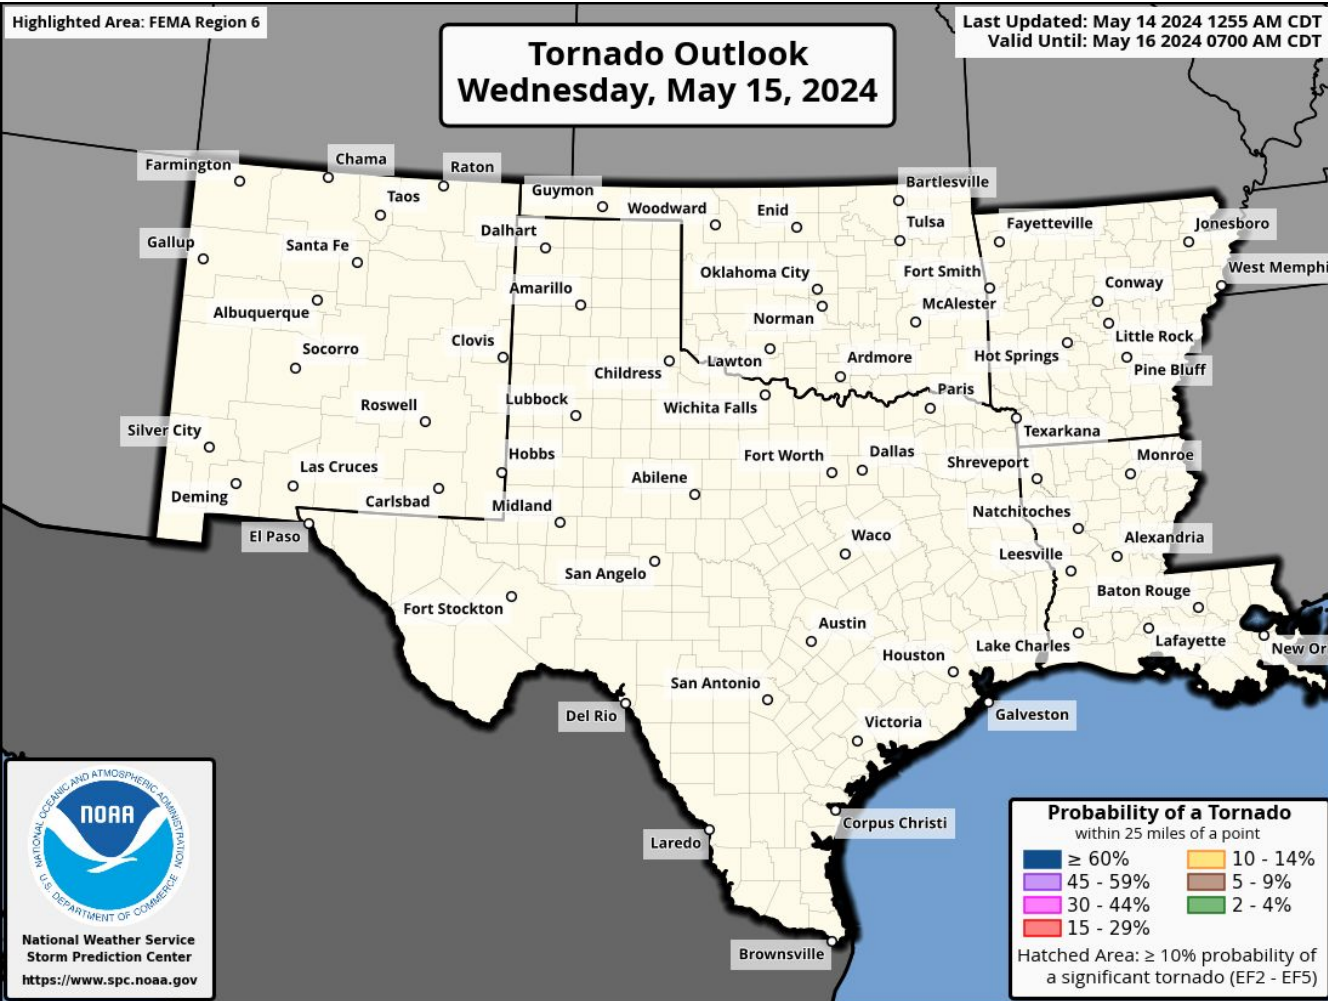 Highlighted Area: FEMA Region 6
Last Updated: May 14 2024 1255 AM CDT
Valid Until: May 16 2024 0700 AM CDT
Tornado Outlook
Wednesday, May 15, 2024
Farmington
Chama
Raton
Taos
Guymon
Woodward
Enid
Bartlesville
Tulsa
Fayetteville
Jonesboro
Gallup
Santa Fe
Dalhart
Oklahoma City
Fort Smith
West Memphi
Albuquerque
Amarillo
Norman
McAlester
Conway
Socorro
Clovis
Childress
Lawton
Ardmore
Hot Springs
Little Rock
Pine Bluff
Roswell
Lubbock
Wichita Falls
Paris
Texarkana
Silver City
Las Cruces
Hobbs
Abilene
Fort Worth
Dallas
Shreveport
Monroe
Deming
Carlsbad
Midland
Natchitoches
El Paso
San Angelo
Waco
Leesville
Alexandria
Fort Stockton
Baton Rouge
Austin
Houston
Lake Charles
Lafayette
New Or
San Antonio
Del Rio
Victoria
Galveston
Laredo
Corpus Christi
Brownsville
NATIONAL OCEANIC AND ATMOSPHERIC ADMINISTRATION
NOAA
U.S. DEPARTMENT OF COMMERCE
National Weather Service
Storm Prediction Center
https://www.spc.noaa.gov
Probability of a Tornado
within 25 miles of a point
≥ 60%
45 - 59%
30 - 44%
15 - 29%
10 - 14%
5 - 9%
2 - 4%
Hatched Area: ≥ 10% probability of
a significant tornado (EF2 - EF5)